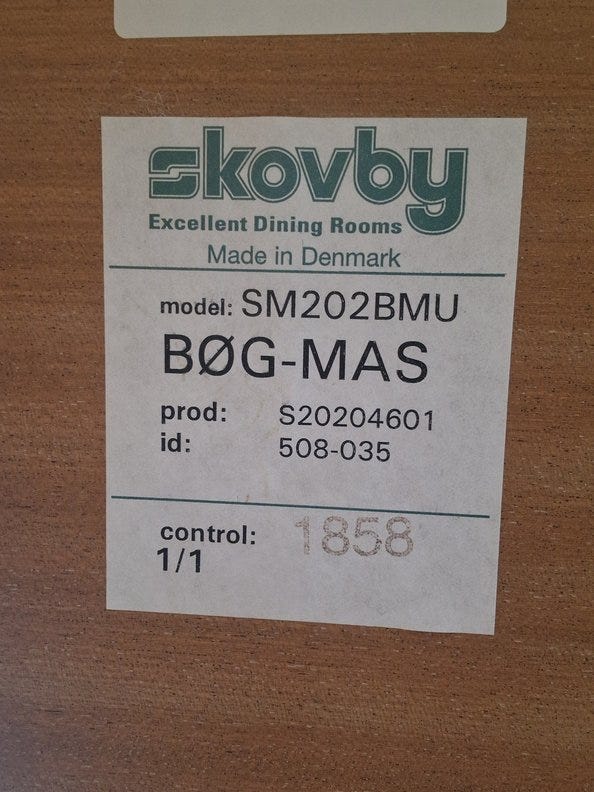 skovby
Excellent Dining Rooms
Made in Denmark
model: SM202BMU
BØG-MAS
prod: S20204601
id: 508-035
control: 1858
1/1